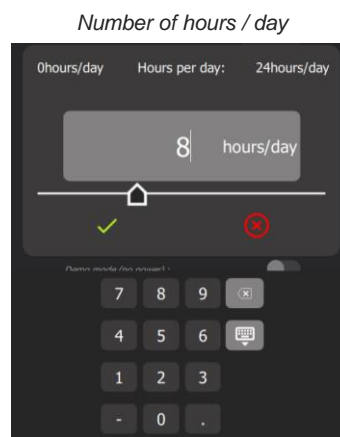 Number of hours / day
0hours/day Hours per day: 24hours/day
8 hours/day
Demo mode (no power) :
7 8 9
4 5 6
1 2 3
- 0 .